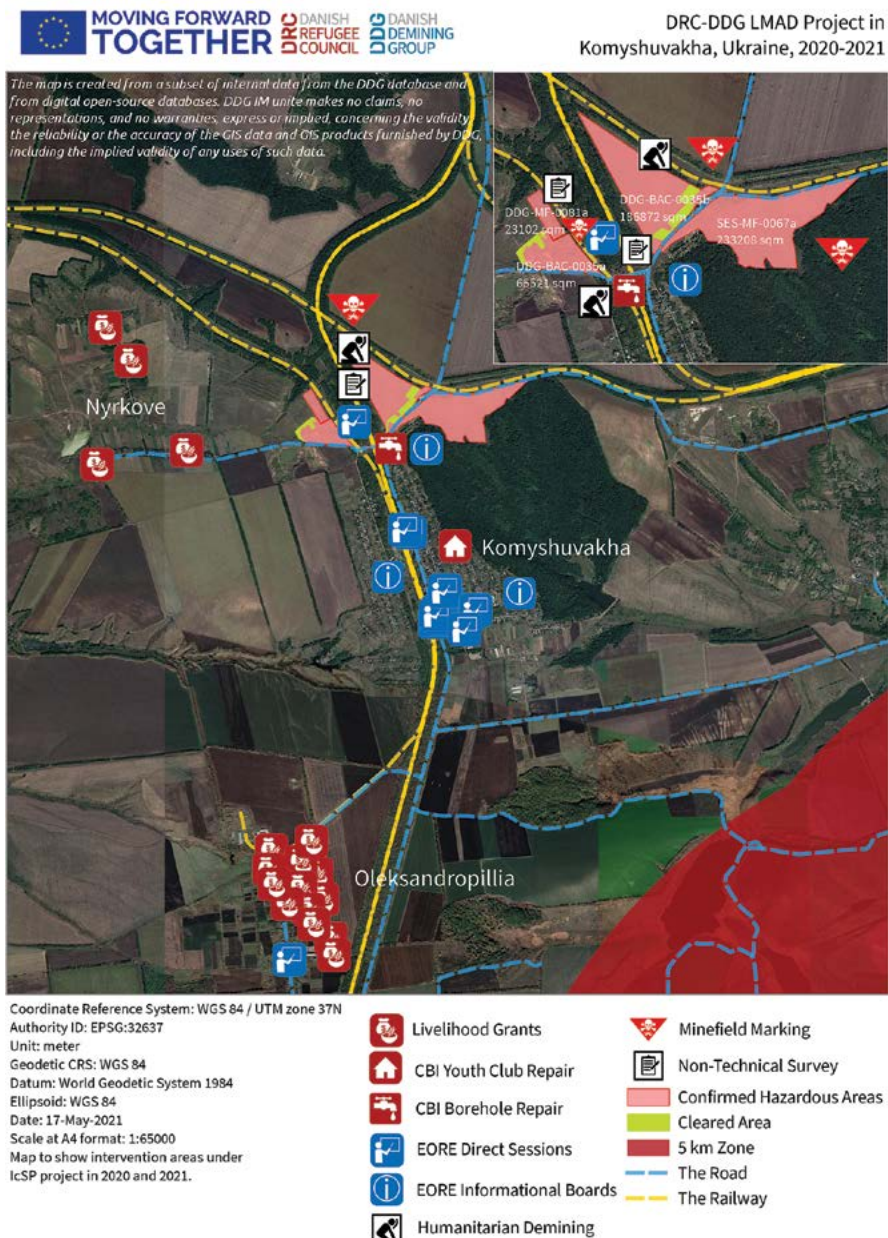 MOVING FORWARD
TOGETHER
DRC DANISH
REFUGEE
COUNCIL
DDG DANISH
DEMINING
GROUP
DRC-DDG LMAD Project in
Komyshuvakha, Ukraine, 2020-2021
The map is created from a subset of internal data from the DDG database and
from digital open-source databases. DDG IM unite makes no claims, no
representations, and no warranties, express or implied, concerning the validity,
the reliability or the accuracy of the GIS data and GIS products furnished by DDG,
including the implied validity of any uses of such data.
DDG-MF-0081a
23102 sqm
DDG-BAC-0035b
186872 sqm
SES-MF-0067a
233208 sqm
DDG-BAC-0035a
65521 sqm
Nyrkove
Komyshuvakha
Oleksandropillia
Coordinate Reference System: WGS 84 / UTM zone 37N
Authority ID: EPSG:32637
Unit: meter
Geodetic CRS: WGS 84
Datum: World Geodetic System 1984
Ellipsoid: WGS 84
Date: 17-May-2021
Scale at A4 format: 1:65000
Map to show intervention areas under
IcSP project in 2020 and 2021.
Livelihood Grants
CBI Youth Club Repair
CBI Borehole Repair
EORE Direct Sessions
EORE Informational Boards
Humanitarian Demining
Minefield Marking
Non-Technical Survey
Confirmed Hazardous Areas
Cleared Area
5 km Zone
The Road
The Railway